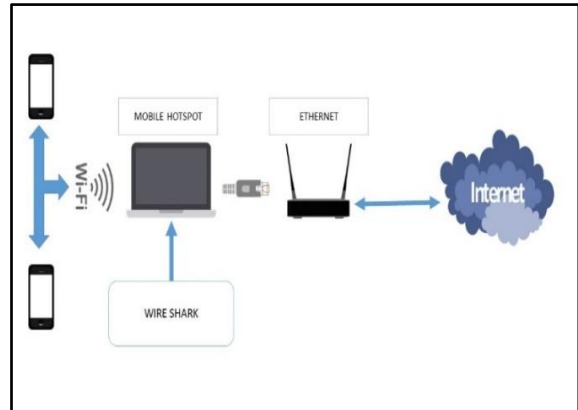 MOBILE HOTSPOT
ETHERNET
Wi-Fi
Internet
WIRE SHARK